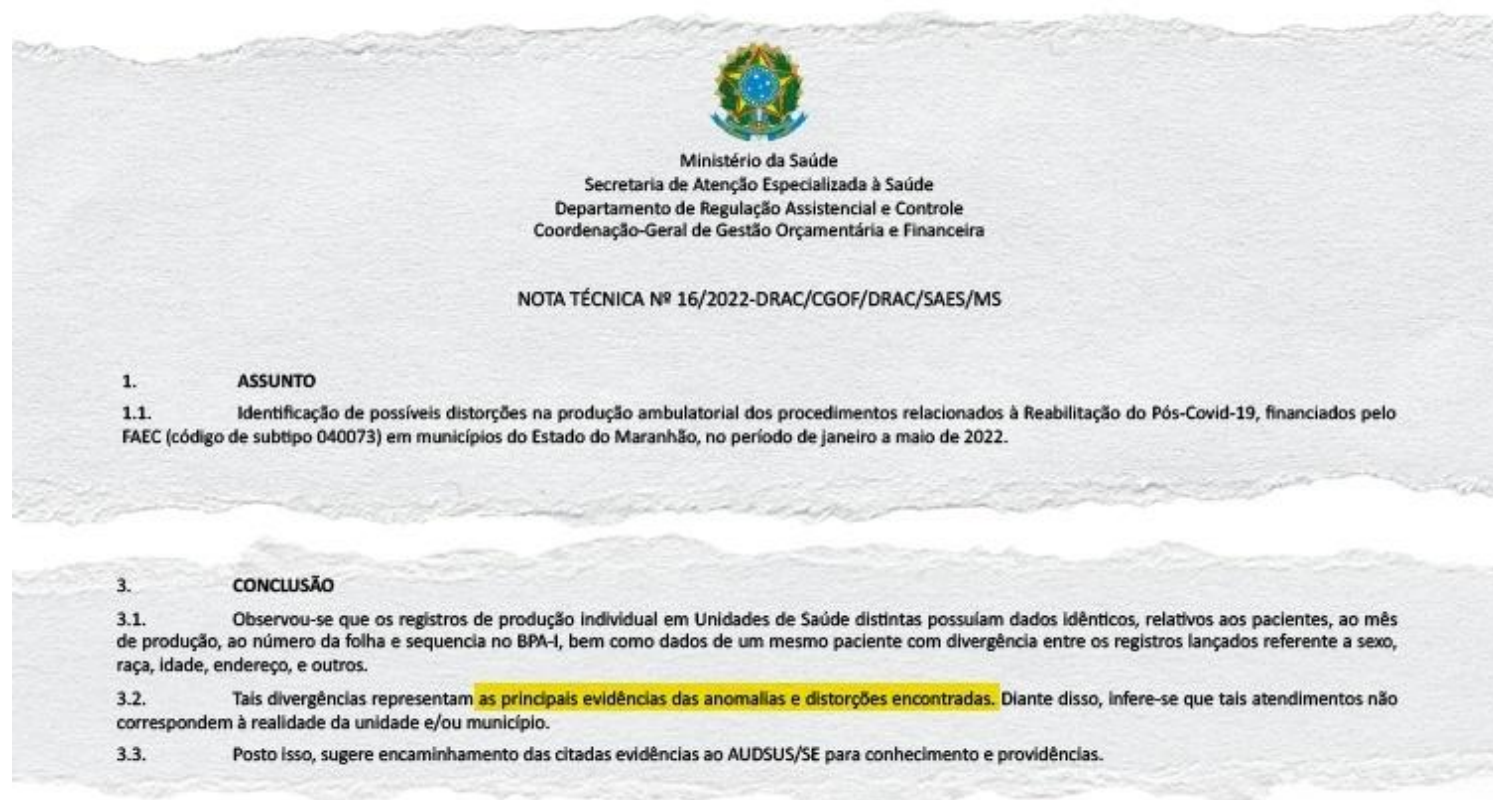 Ministério da Saúde
Secretaria de Atenção Especializada à Saúde
Departamento de Regulação Assistencial e Controle
Coordenação-Geral de Gestão Orçamentária e Financeira
NOTA TÉCNICA Nº 16/2022-DRAC/CGOF/DRAC/SAES/MS
1. ASSUNTO
1.1. Identificação de possíveis distorções na produção ambulatorial dos procedimentos relacionados à Reabilitação do Pós-Covid-19, financiados pelo
FAEC (código de subtipo 040073) em municípios do Estado do Maranhão, no período de janeiro a maio de 2022.
3. CONCLUSÃO
3.1. Observou-se que os registros de produção individual em Unidades de Saúde distintas possuíam dados idênticos, relativos aos pacientes, ao mês
de produção, ao número da folha e sequencia no BPA-I, bem como dados de um mesmo paciente com divergência entre os registros lançados referente a sexo,
raça, idade, endereço, e outros.
3.2. Tais divergências representam as principais evidências das anomalias e distorções encontradas. Diante disso, infere-se que tais atendimentos não
correspondem à realidade da unidade e/ou município.
3.3. Posto isso, sugere encaminhamento das citadas evidências ao AUDSUS/SE para conhecimento e providências.